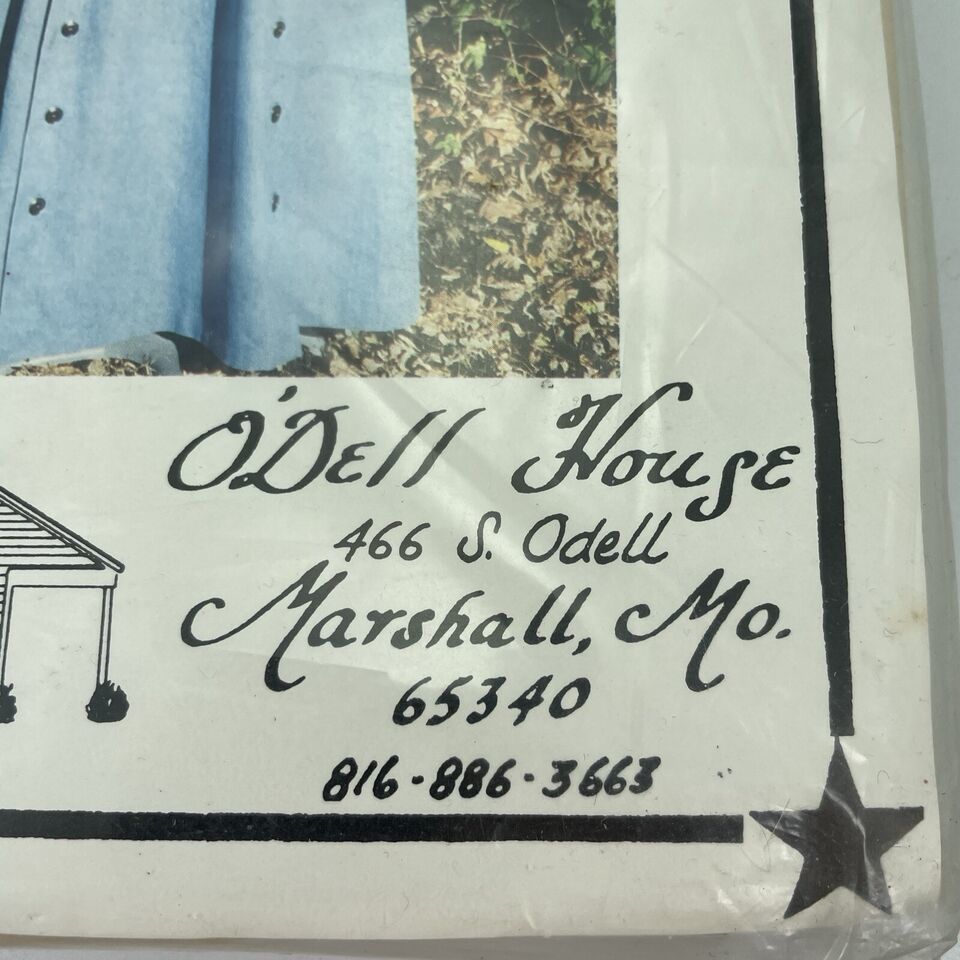 O'Dell House
466 S. Odell
Marshall, Mo.
65340
816-886-3663